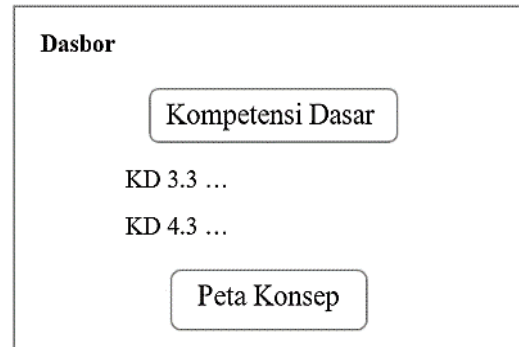 Dasbor
Kompetensi Dasar
KD 3.3 …
KD 4.3 …
Peta Konsep